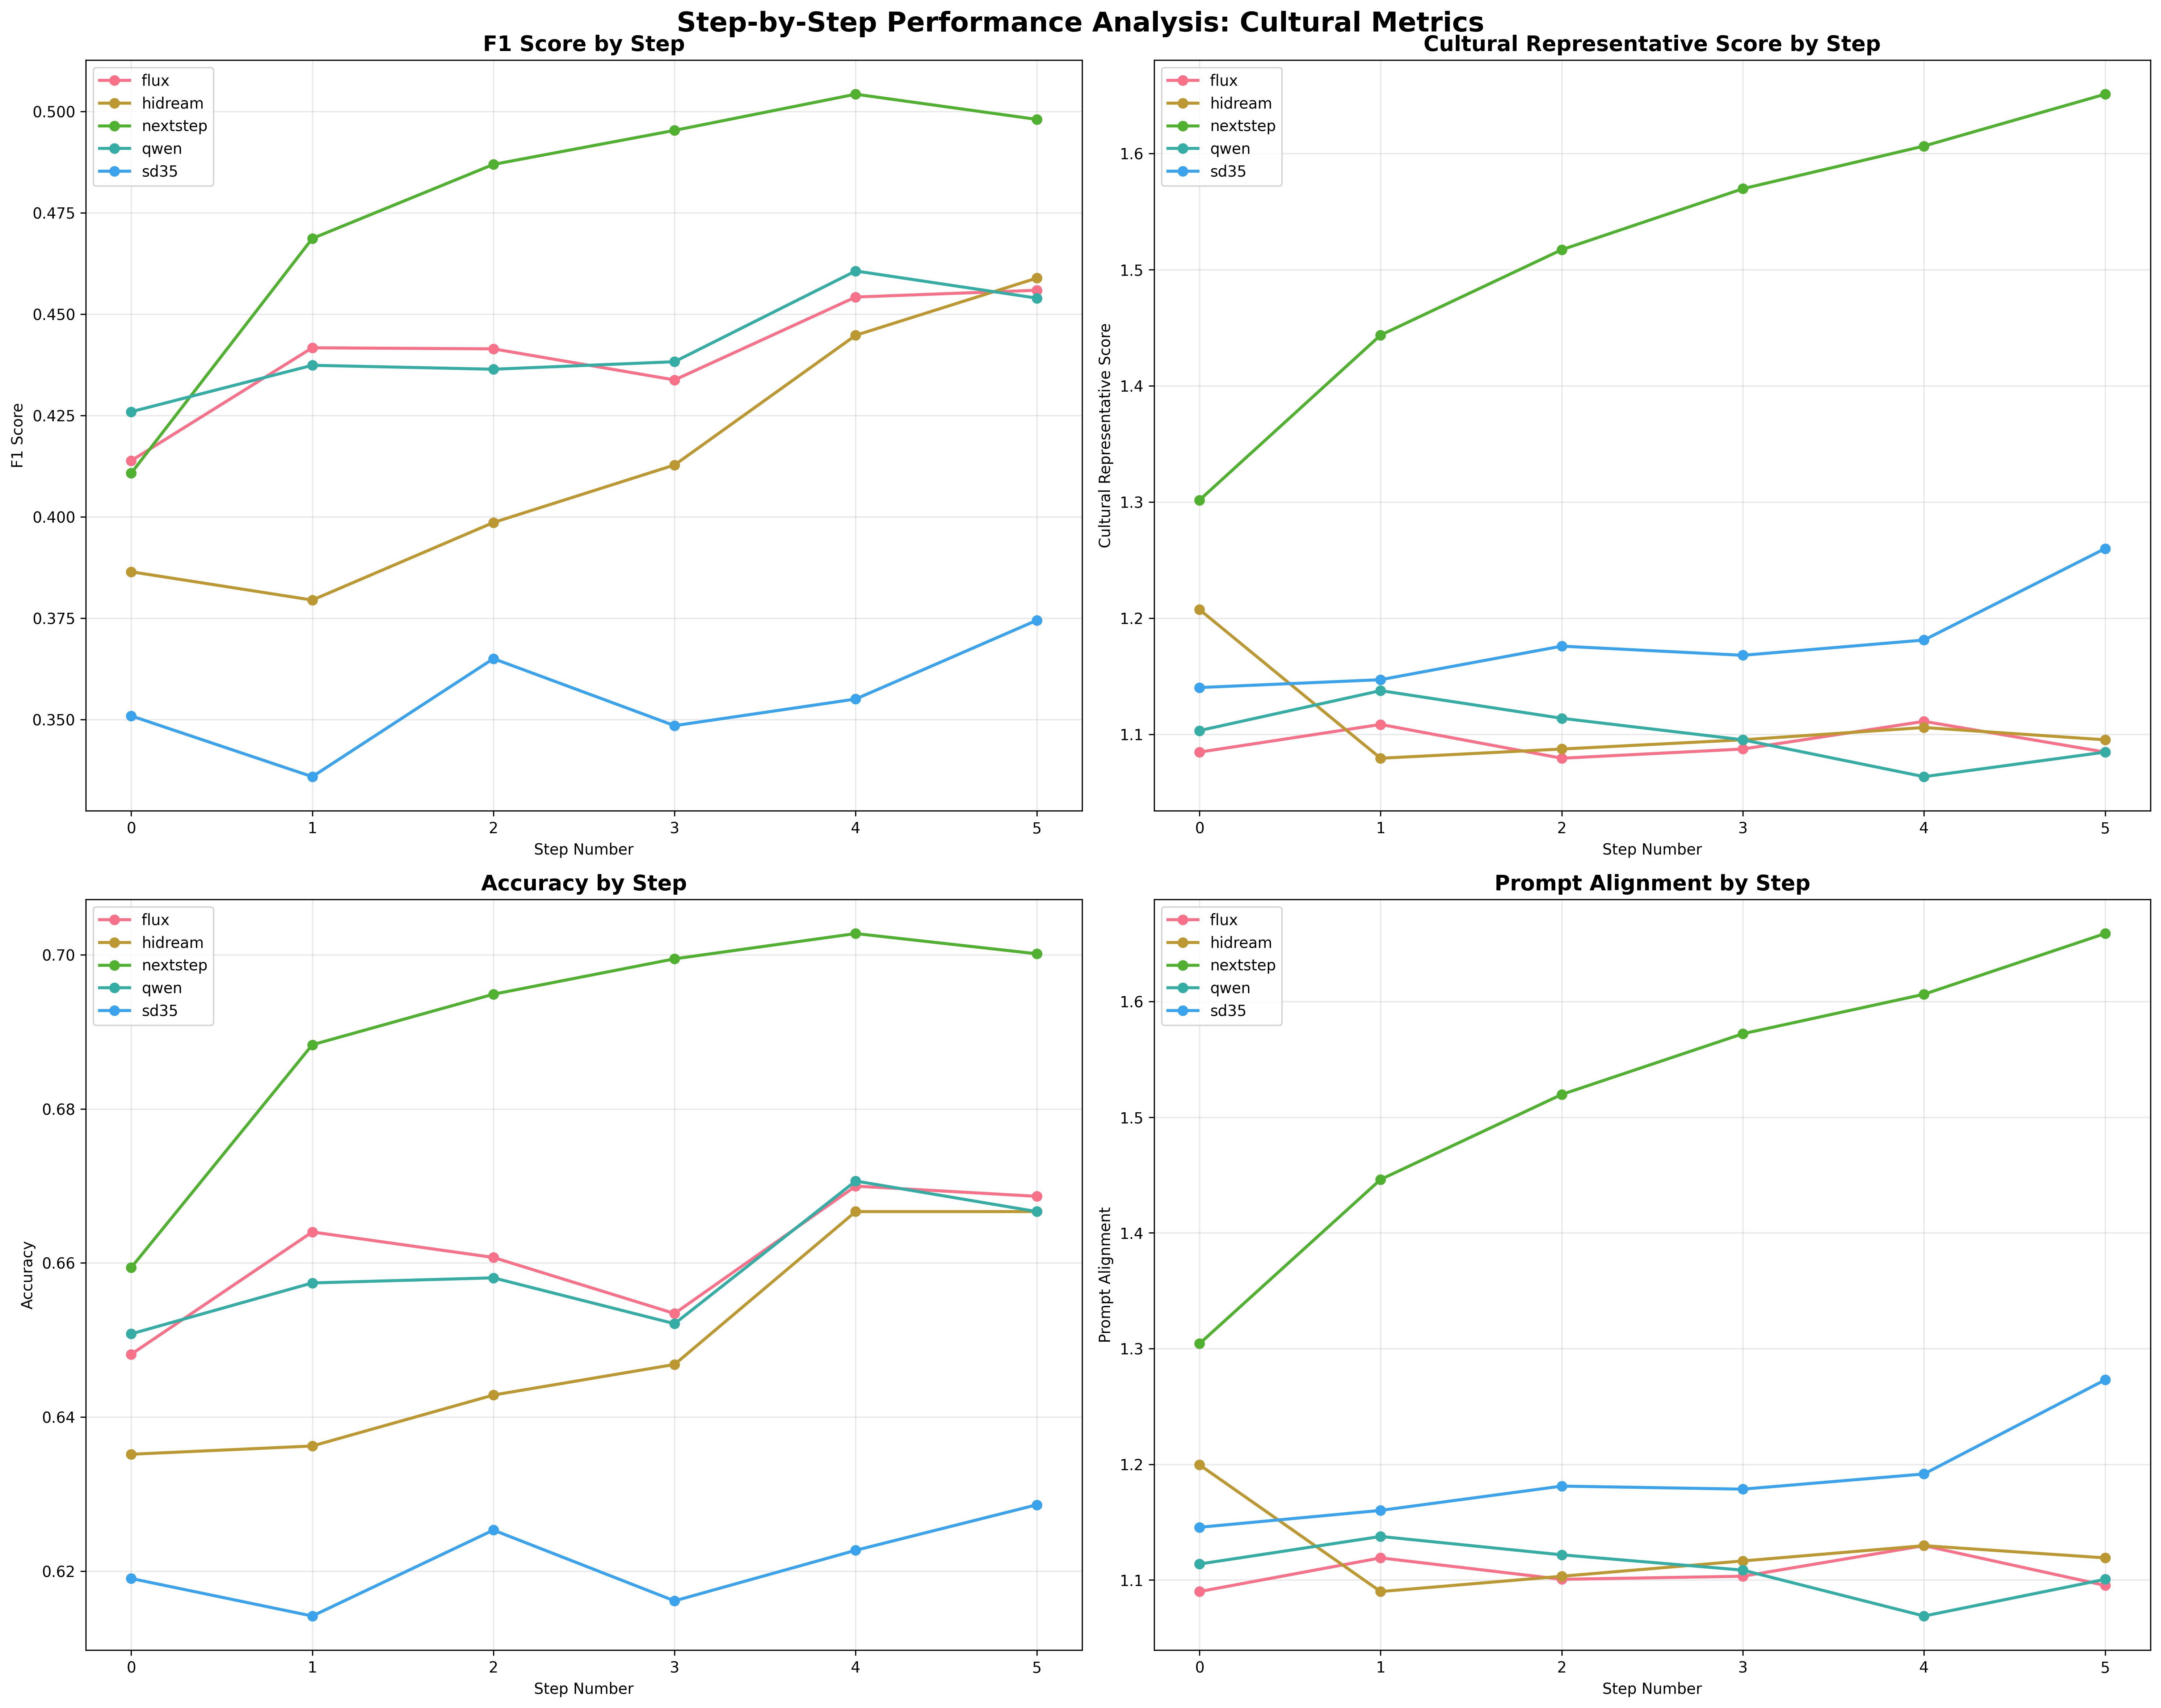 Step-by-Step Performance Analysis: Cultural Metrics
F1 Score by Step
flux
hidream
nextstep
qwen
sd35
F1 Score
0.500
0.475
0.450
0.425
0.400
0.375
0.350
0 1 2 3 4 5
Step Number
Cultural Representative Score by Step
flux
hidream
nextstep
qwen
sd35
Cultural Representative Score
1.6
1.5
1.4
1.3
1.2
1.1
0 1 2 3 4 5
Step Number
Accuracy by Step
flux
hidream
nextstep
qwen
sd35
Accuracy
0.70
0.68
0.66
0.64
0.62
0 1 2 3 4 5
Step Number
Prompt Alignment by Step
flux
hidream
nextstep
qwen
sd35
Prompt Alignment
1.6
1.5
1.4
1.3
1.2
1.1
0 1 2 3 4 5
Step Number